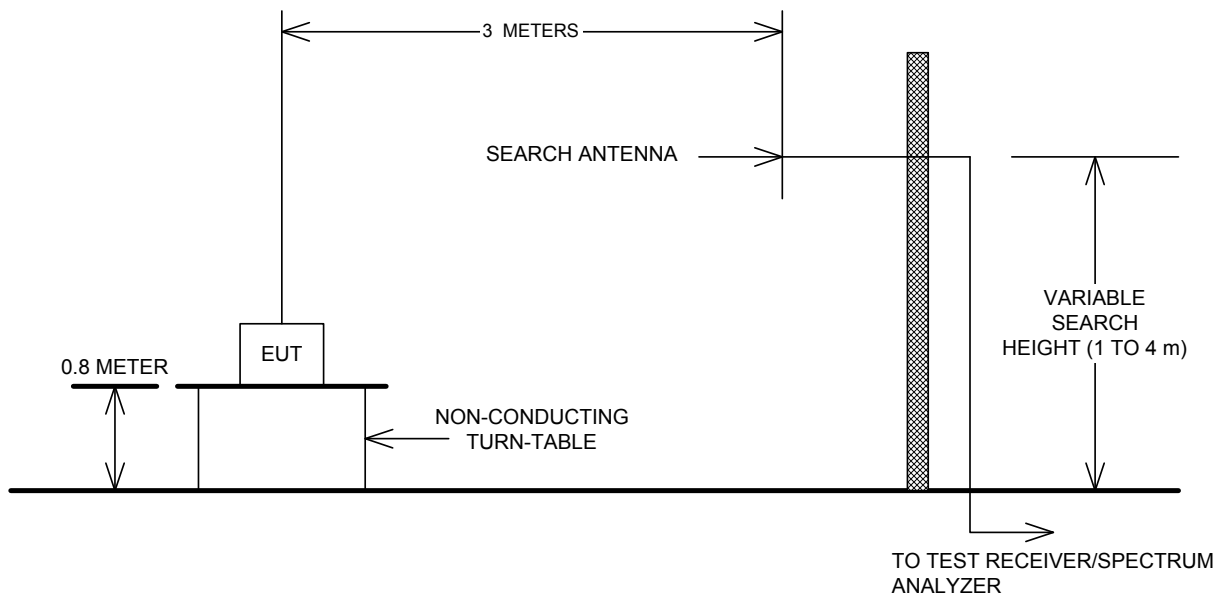 3 METERS
SEARCH ANTENNA
EUT
0.8 METER
NON-CONDUCTING
TURN-TABLE
VARIABLE
SEARCH
HEIGHT (1 TO 4 m)
TO TEST RECEIVER/SPECTRUM
ANALYZER